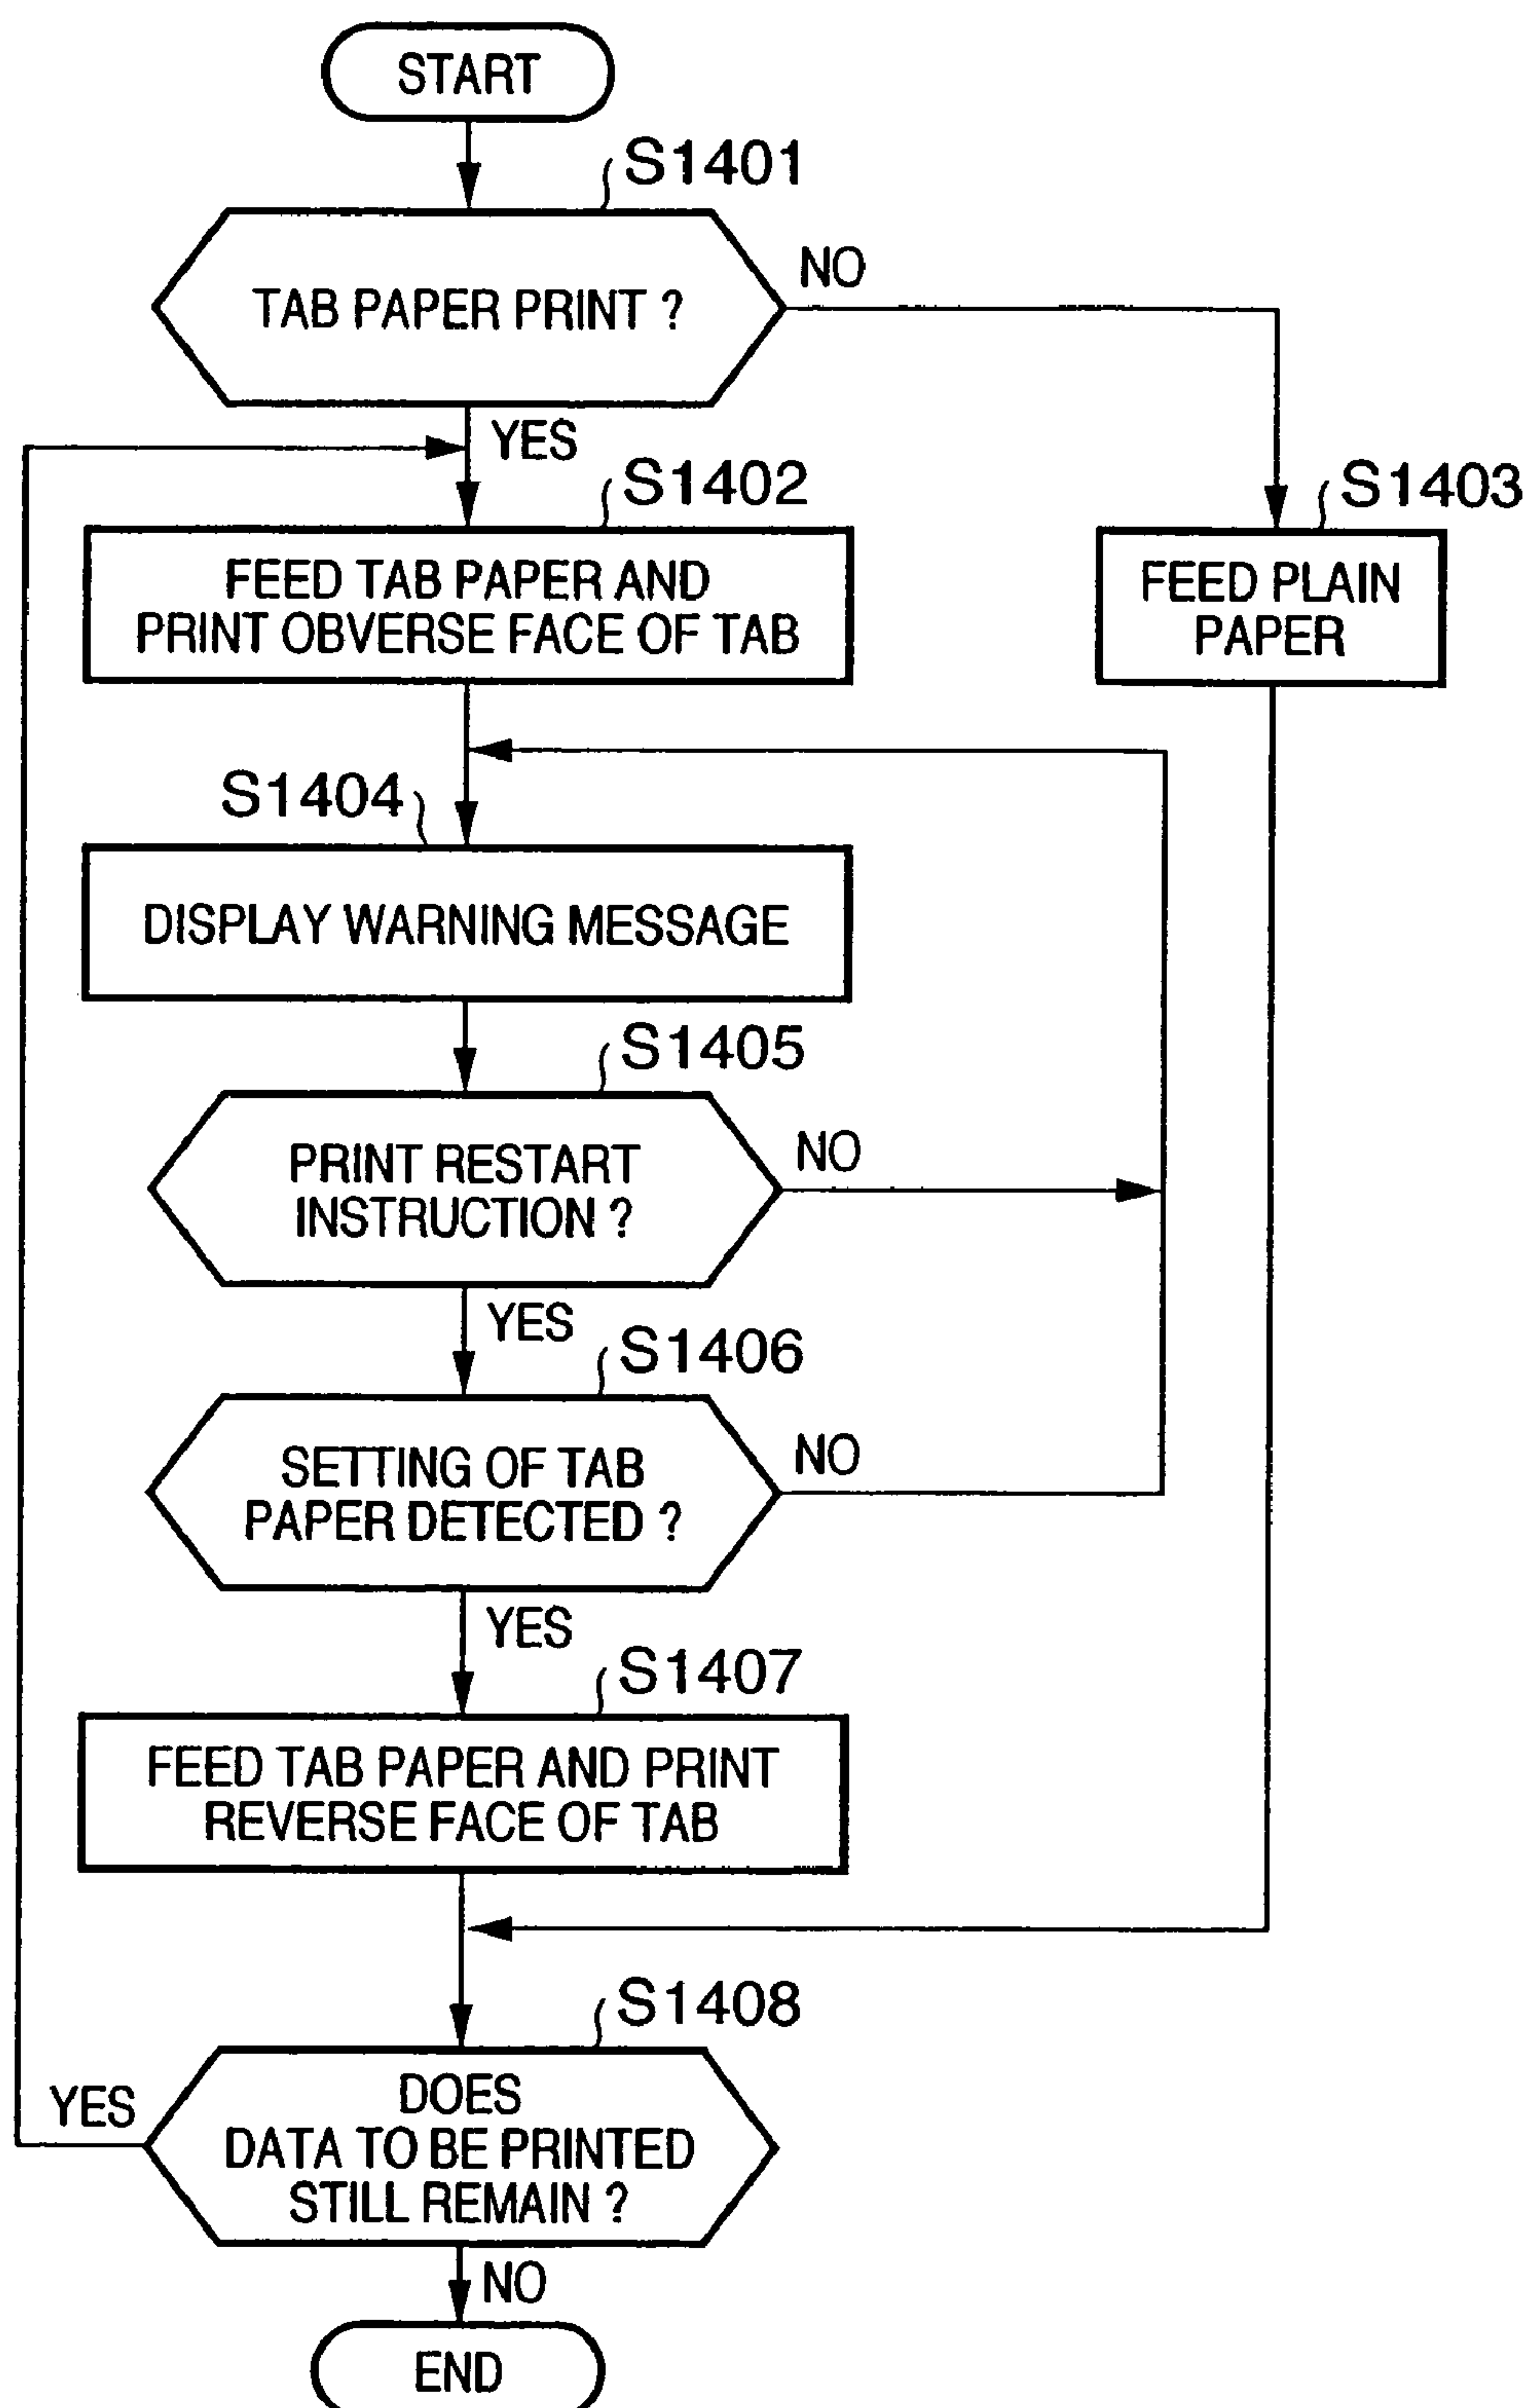 START
S1401
TAB PAPER PRINT ?
NO
YES
S1402
S1403
FEED TAB PAPER AND
PRINT OBVERSE FACE OF TAB
FEED PLAIN
PAPER
S1404
DISPLAY WARNING MESSAGE
S1405
PRINT RESTART
INSTRUCTION ?
NO
YES
S1406
SETTING OF TAB
PAPER DETECTED ?
NO
YES
S1407
FEED TAB PAPER AND PRINT
REVERSE FACE OF TAB
S1408
DOES
DATA TO BE PRINTED
STILL REMAIN ?
YES
NO
END